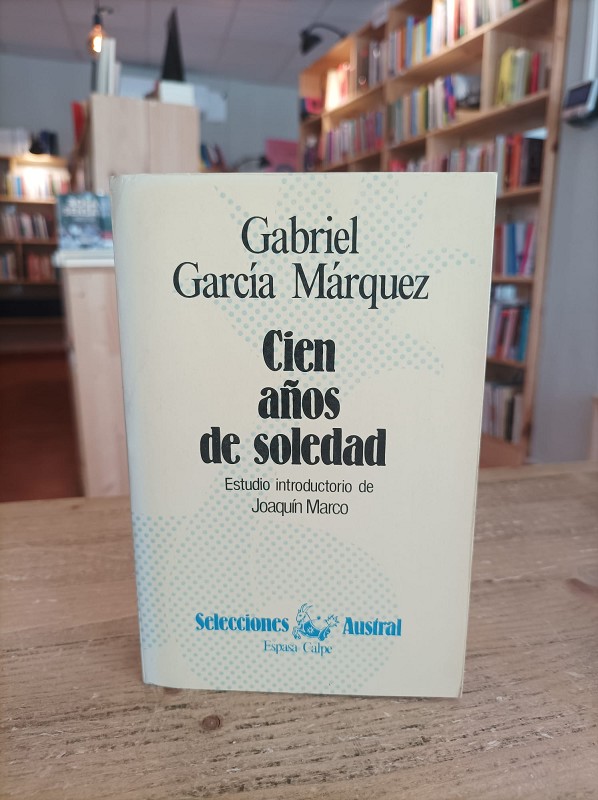 Gabriel
García Márquez
Cien
años
de soledad
Estudio introductorio de
Joaquín Marco
Selecciones Austral
Espasa Calpe